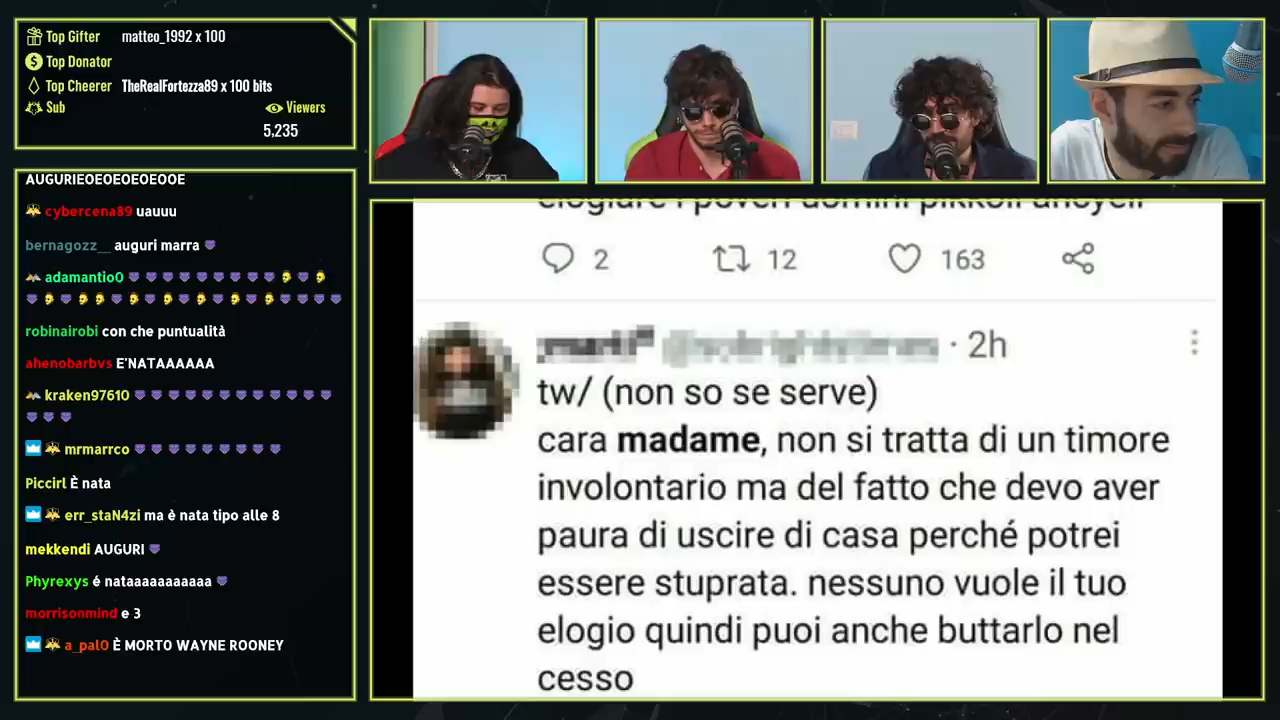 Top Gifter matteo_1992 x 100
Top Donator
Top Cheerer TheRealFortezza89 x 100 bits
Sub Viewers
5,235
AUGURIEOEOEOEOEOOE
cybercena89 uauuu
bernagozz__ auguri marra
adamantio0
robinairobi con che puntualità
ahenobarbvs E'NATAAAAAA
kraken97610
mrmarrco
Piccirl È nata
err_staN4zi ma è nata tipo alle 8
mekkendi AUGURI
Phyrexys é nataaaaaaaaaa
morrisonmind e 3
a_pal0 È MORTO WAYNE ROONEY
2 12 163
· 2h
tw/ (non so se serve)
cara madame, non si tratta di un timore
involontario ma del fatto che devo aver
paura di uscire di casa perché potrei
essere stuprata. nessuno vuole il tuo
elogio quindi puoi anche buttarlo nel
cesso